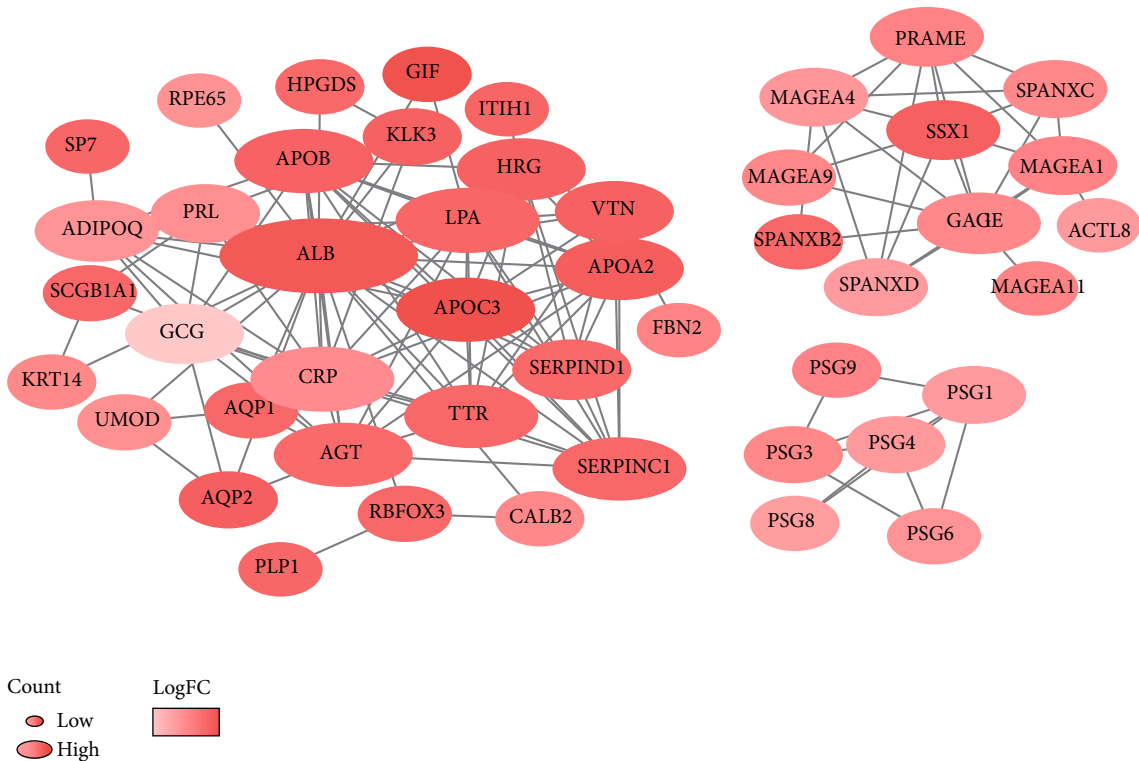 PRAME
GIF
HPGDS
RPE65
MAGEA4
SPANXC
ITIH1
SSX1
KLK3
SP7
APOB
HRG
MAGEA1
MAGEA9
PRL
LPA
VTN
ADIPOQ
ACTL8
SPANXB2
ALB
APOA2
SPANXD
MAGEA11
SCGB1A1
APOC3
FBN2
GCG
SERPIND1
PSG9
CRP
KRT14
PSG1
AQP1
UMOD
TTR
PSG4
AGT
PSG3
SERPINC1
AQP2
RBFOX3
CALB2
PSG8
PSG6
PLP1
Count
LogFC
Low
High